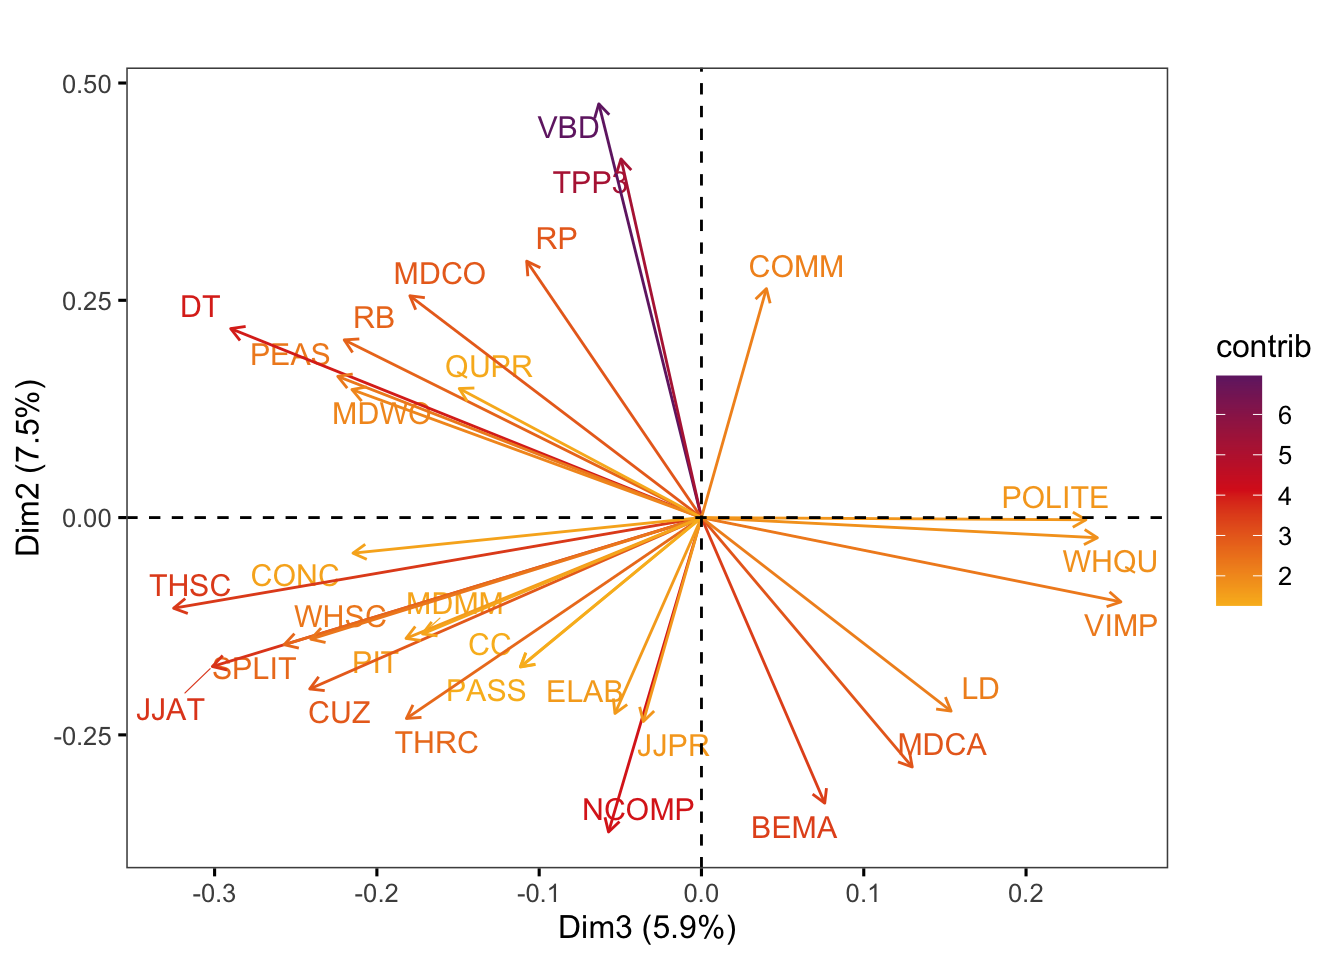 0.50
0.25
0.00
-0.25
Dim2 (7.5%)
VBD
TPP3
RP
COMM
MDCO
DT
RB
PEAS
QUPR
MDWO
POLITE
WHQU
CONC
THSC
MDMM
WHSC
VIMP
CC
PIT
SPLIT
PASS
ELAB
LD
JJAT
CUZ
THRC
JJPR
MDCA
NCOMP
BEMA
-0.3
-0.2
-0.1
0.0
0.1
0.2
Dim3 (5.9%)
contrib
6
5
4
3
2